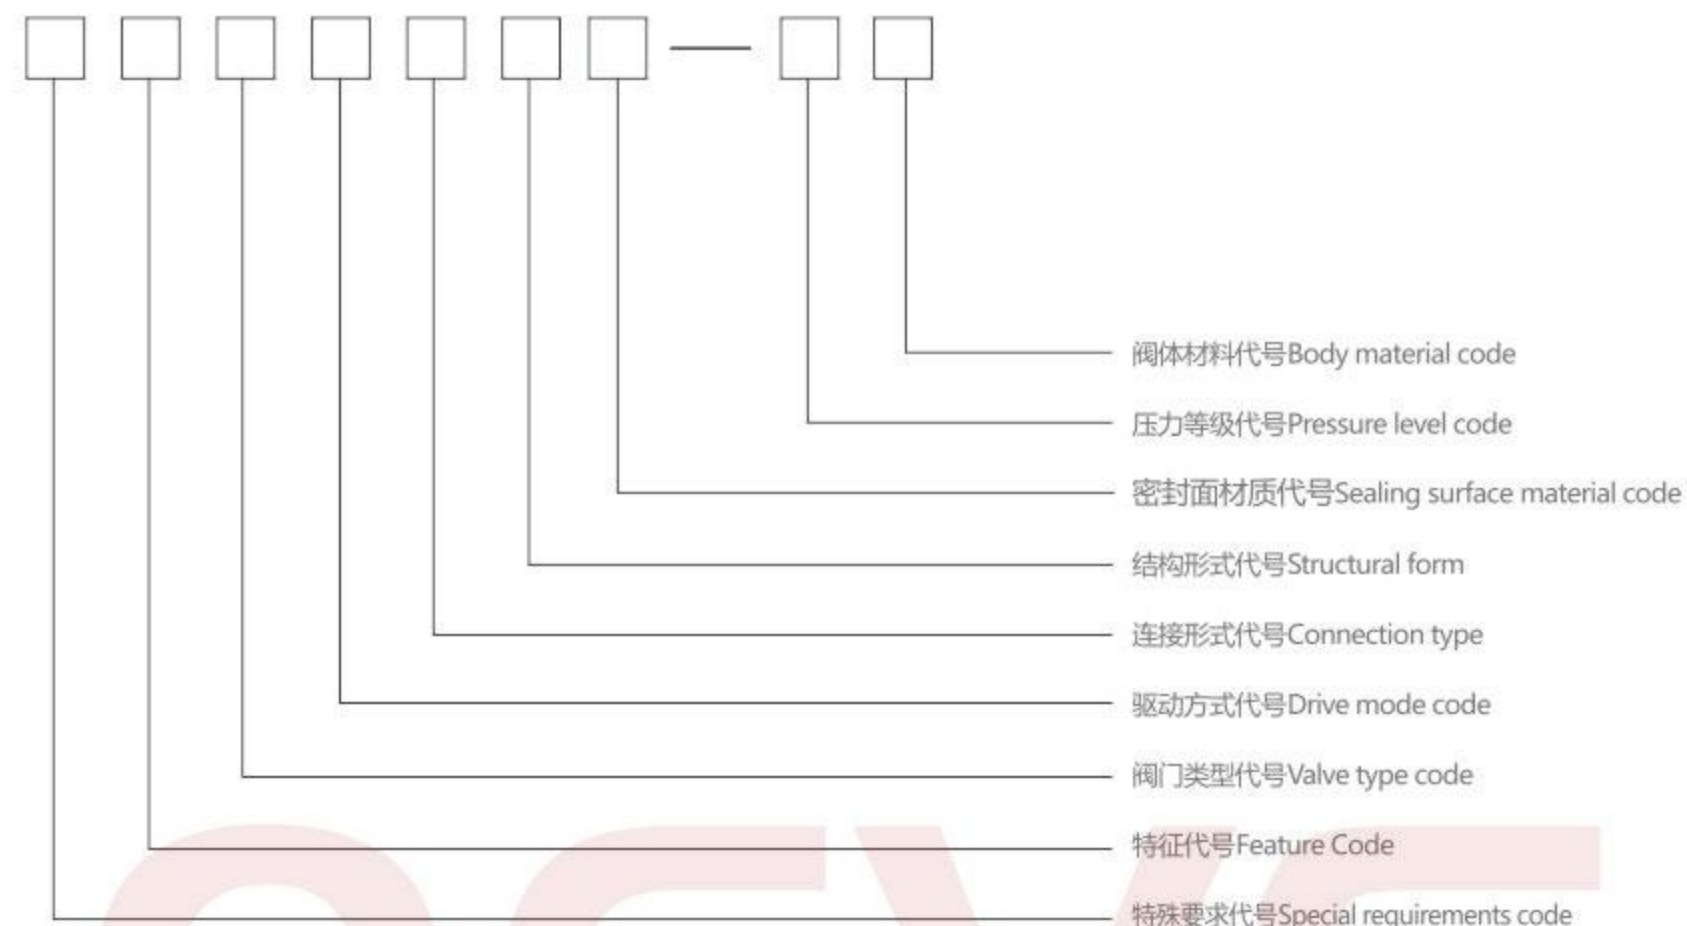 阀体材料代号Body material code
压力等级代号Pressure level code
密封面材质代号Sealing surface material code
结构形式代号Structural form
连接形式代号Connection type
驱动方式代号Drive mode code
阀门类型代号Valve type code
特征代号Feature Code
特殊要求代号Special requirements code